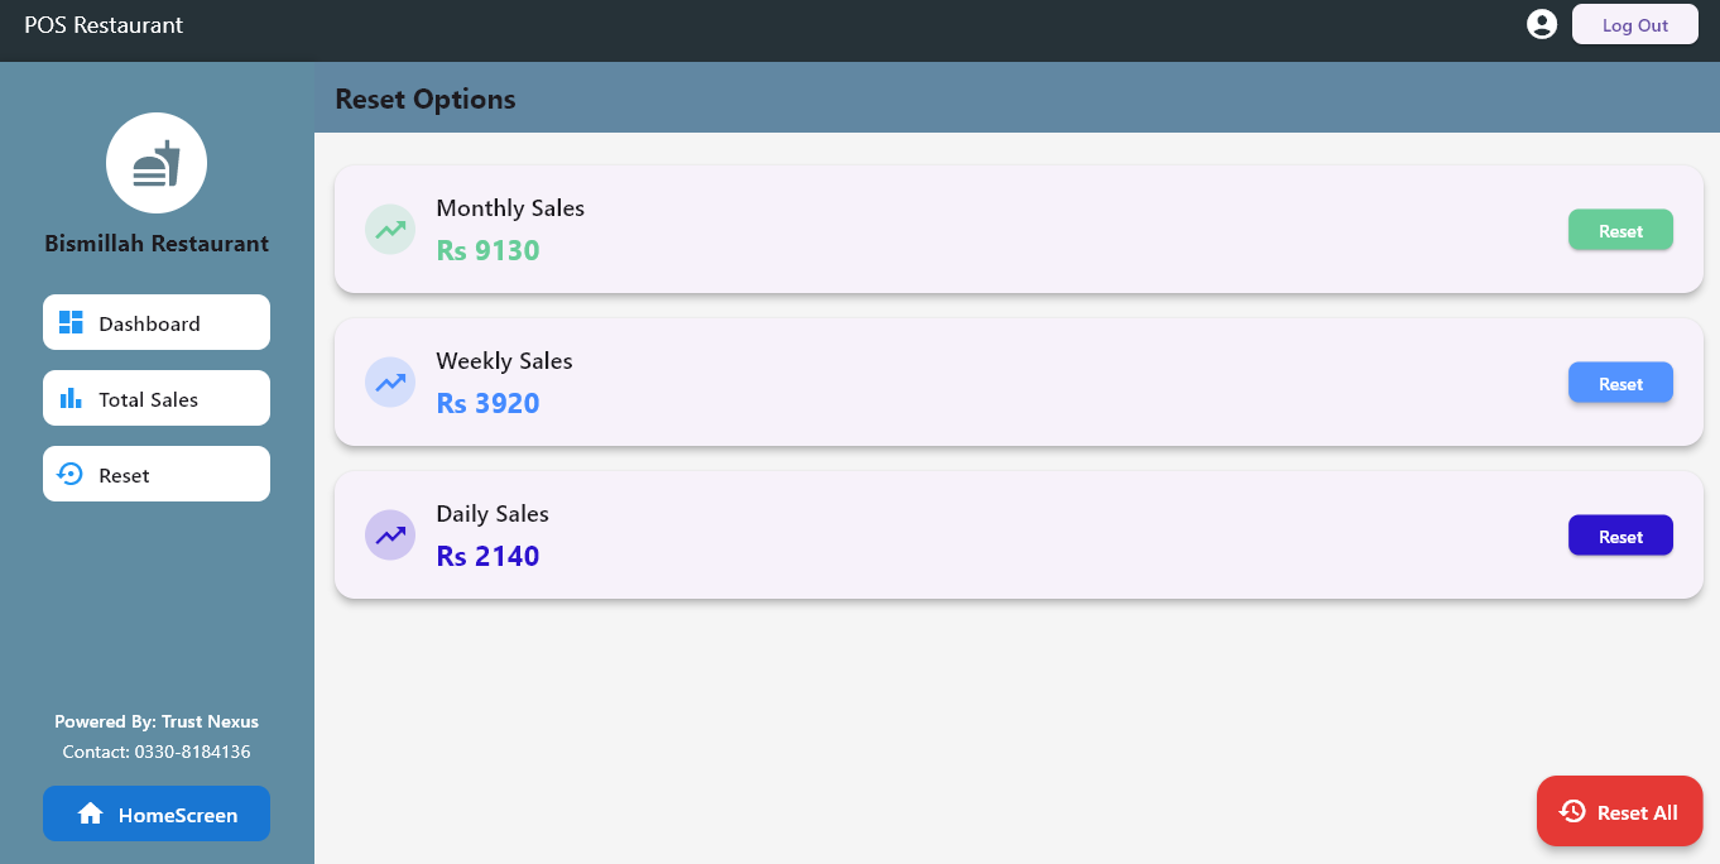 POS Restaurant
Log Out
Bismillah Restaurant
Dashboard
Total Sales
Reset
Powered By: Trust Nexus
Contact: 0330-8184136
HomeScreen
Reset Options
Monthly Sales
Rs 9130
Reset
Weekly Sales
Rs 3920
Reset
Daily Sales
Rs 2140
Reset
Reset All